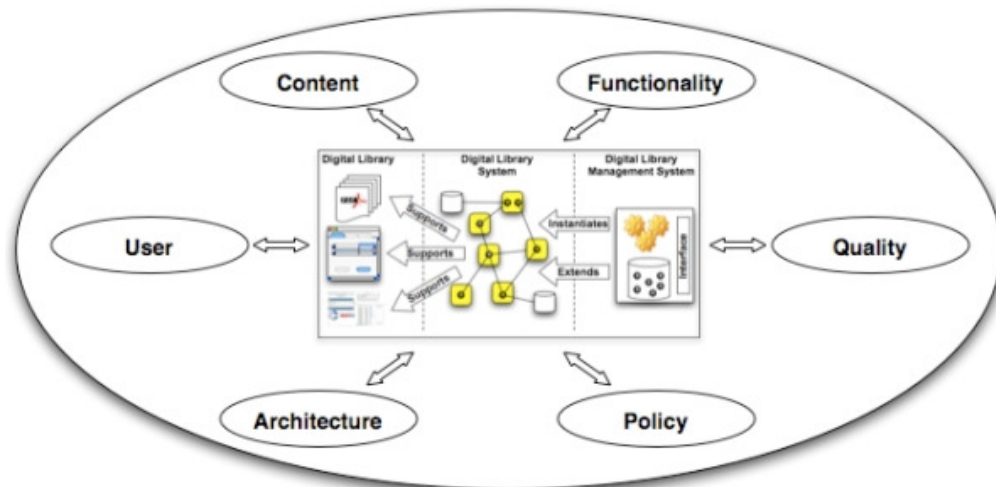 Content
Functionality
Digital Library
Digital Library
System
Digital Library
Management System
Supports
Instantiates
User
Supports
Interface
Quality
Supports
Extends
Architecture
Policy